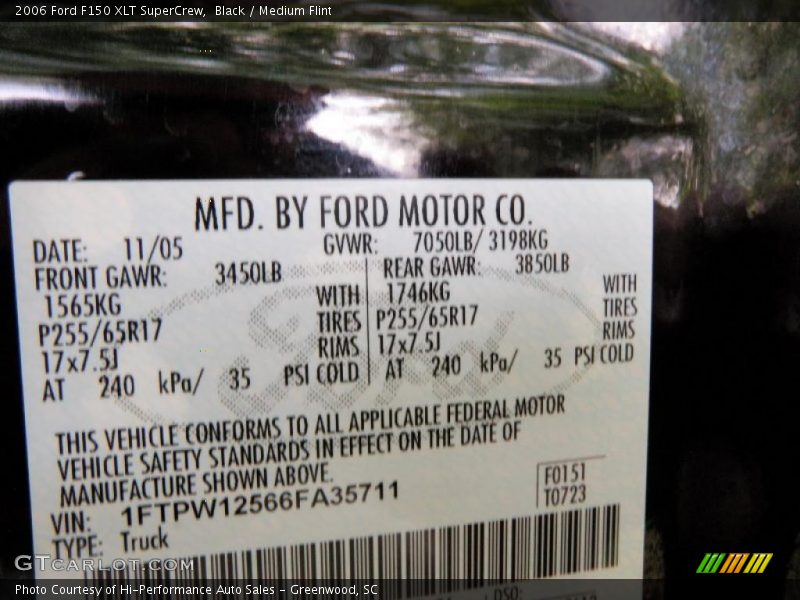 2006 Ford F150 XLT SuperCrew, Black / Medium Flint
MFD. BY FORD MOTOR CO.
DATE: 11/05 GVWR: 7050LB/ 3198KG
FRONT GAWR: 3450LB REAR GAWR: 3850LB
1565KG WITH 1746KG WITH
P255/65R17 TIRES P255/65R17 TIRES
17x7.5J RIMS 17x7.5J RIMS
AT 240 kPa/ 35 PSI COLD AT 240 kPa/ 35 PSI COLD
Ford
THIS VEHICLE CONFORMS TO ALL APPLICABLE FEDERAL MOTOR
VEHICLE SAFETY STANDARDS IN EFFECT ON THE DATE OF
MANUFACTURE SHOWN ABOVE.
F0151
VIN: 1FTPW12566FA35711 T0723
TYPE: Truck
GTCARLOT.COM
Photo Courtesy of Hi-Performance Auto Sales - Greenwood, SC